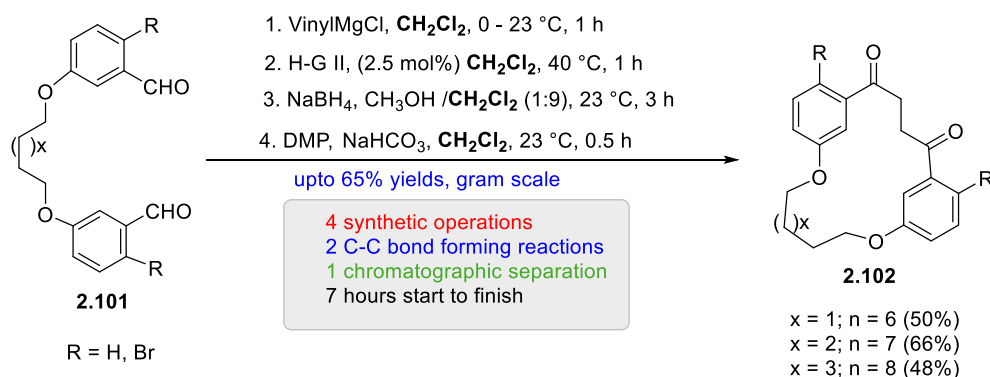 R
CHO
O
( )x
O
CHO
R
2.101
R = H, Br
1. VinylMgCl, CH2Cl2, 0 - 23 °C, 1 h
2. H-G II, (2.5 mol%) CH2Cl2, 40 °C, 1 h
3. NaBH4, CH3OH /CH2Cl2 (1:9), 23 °C, 3 h
4. DMP, NaHCO3, CH2Cl2, 23 °C, 0.5 h
upto 65% yields, gram scale
4 synthetic operations
2 C-C bond forming reactions
1 chromatographic separation
7 hours start to finish
R
O
O
O
R
( )x
O
2.102
x = 1; n = 6 (50%)
x = 2; n = 7 (66%)
x = 3; n = 8 (48%)